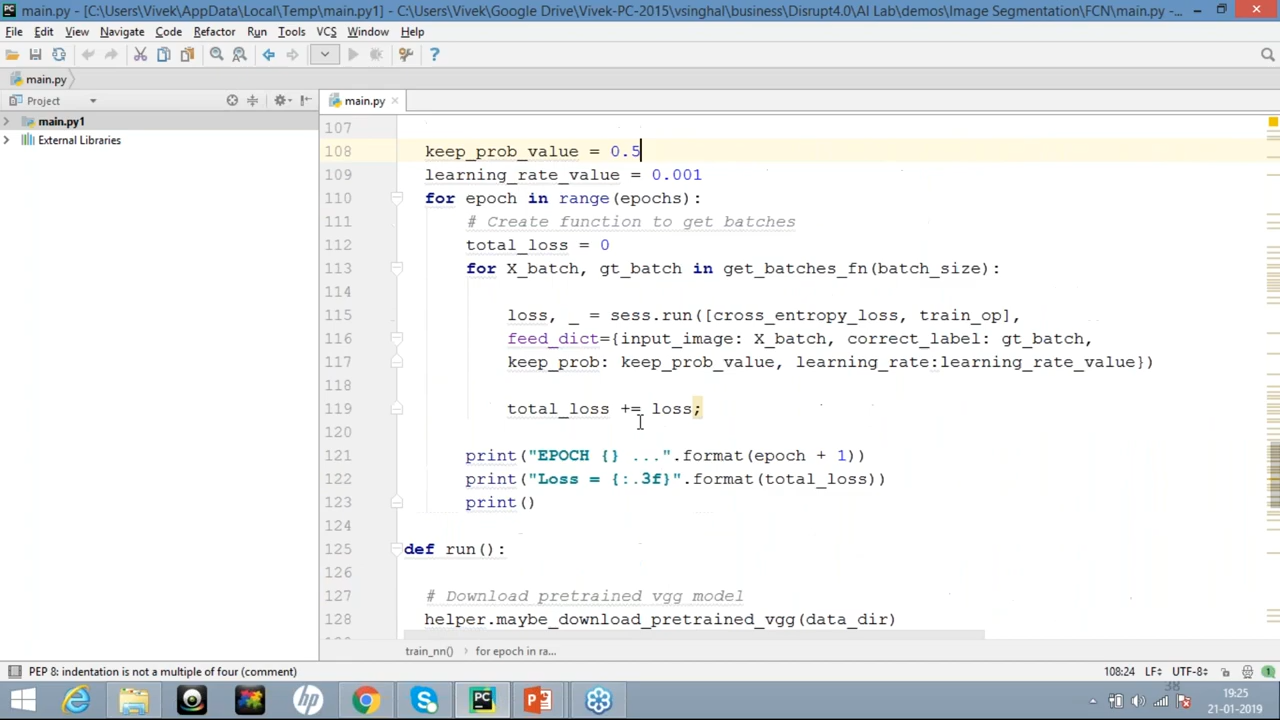 main.py - [C:\Users\Vivek\AppData\Local\Temp\main.py1] - C:\Users\Vivek\Google Drive\Vivek-PC-2015\vsinghal\business\Disrupt4.0\AI Lab\demos\Image Segmentation\FCN\main.py - ...
File Edit View Navigate Code Refactor Run Tools VCS Window Help
main.py
Project
main.py
main.py1
External Libraries
107
108 keep_prob_value = 0.5
109 learning_rate_value = 0.001
110 for epoch in range(epochs):
111 # Create function to get batches
112 total_loss = 0
113 for X_batch, gt_batch in get_batches_fn(batch_size):
114
115 loss, _ = sess.run([cross_entropy_loss, train_op],
116 feed_dict={input_image: X_batch, correct_label: gt_batch,
117 keep_prob: keep_prob_value, learning_rate:learning_rate_value})
118
119 total_loss += loss;
120
121 print("EPOCH {} ...".format(epoch + 1))
122 print("Loss = {:.3f}".format(total_loss))
123 print()
124
125 def run():
126
127 # Download pretrained vgg model
128 helper.maybe_download_pretrained_vgg(data_dir)
train_nn() for epoch in ra...
PEP 8: indentation is not a multiple of four (comment)
108:24 LF÷ UTF-8÷
1
38
19:25
21-01-2019